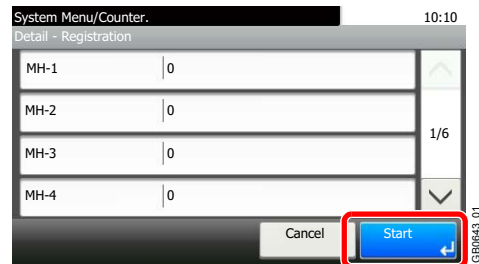 System Menu/Counter. 10:10
Detail - Registration
MH-1 0
MH-2 0
1/6
MH-3 0
MH-4 0
Cancel Start
GB0643_01